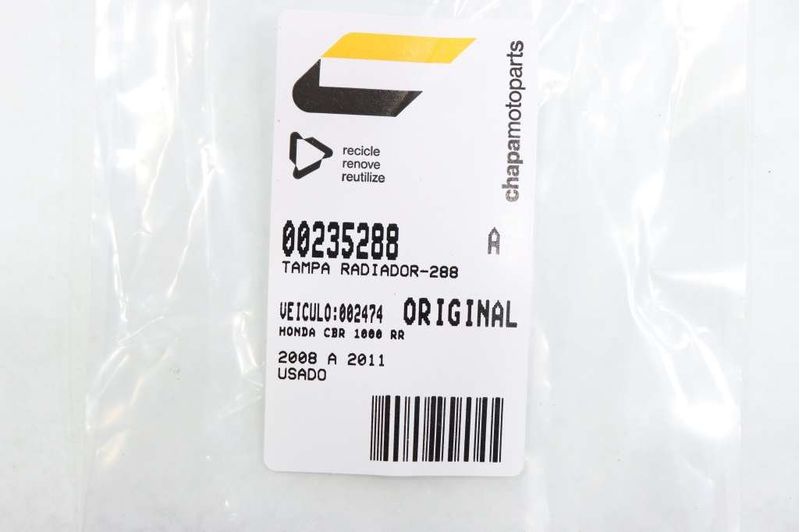 chapamotoparts
recicle
renove
reutilize
00235288 A
TAMPA RADIADOR-288
VEICULO:002474 ORIGINAL
HONDA CBR 1000 RR
2008 A 2011
USADO